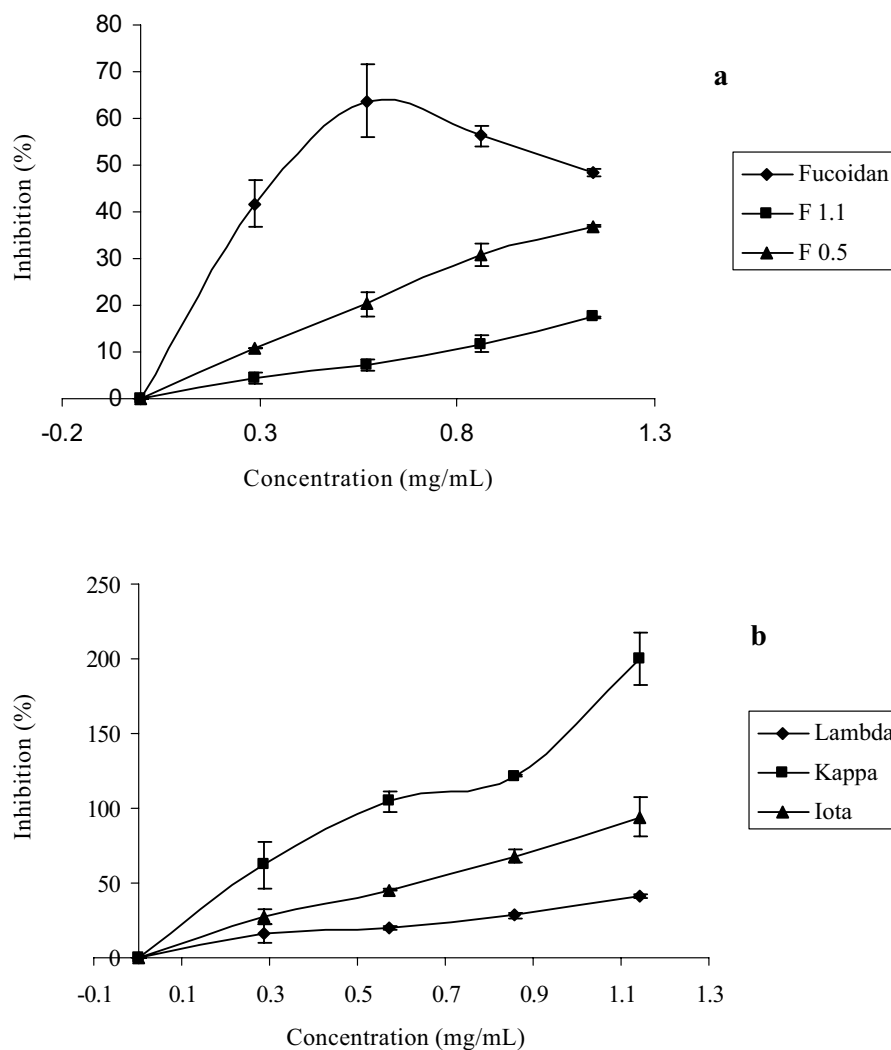 80
70
60
50
40
30
20
10
0
-0.2 0.3 0.8 1.3
Inhibition (%)
Concentration (mg/mL)
a
Fucoidan
F 1.1
F 0.5
250
200
150
100
50
0
-0.1 0.1 0.3 0.5 0.7 0.9 1.1 1.3
Inhibition (%)
Concentration (mg/mL)
b
Lambda
Kappa
Iota